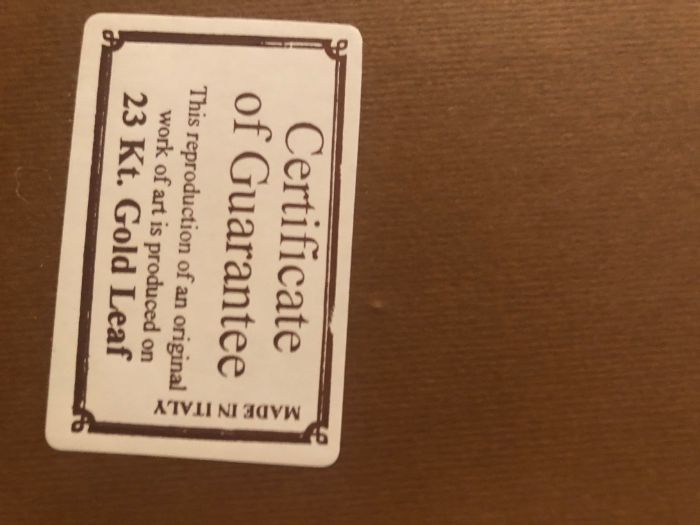 Certificate
of Guarantee
This reproduction of an original
work of art is produced on
23 Kt. Gold Leaf
MADE IN ITALY